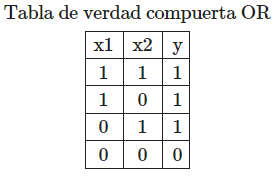 Tabla de verdad compuerta OR
x1 x2 y
1 1 1
1 0 1
0 1 1
0 0 0